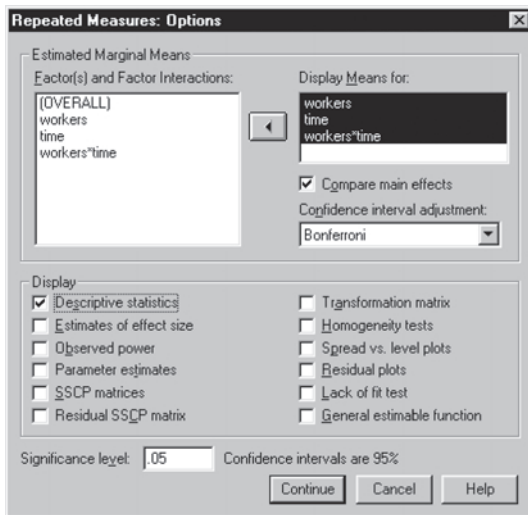 Repeated Measures: Options
Estimated Marginal Means
Factor(s) and Factor Interactions:
(OVERALL)
workers
time
workers*time
Display Means for:
workers
time
workers*time
Compare main effects
Confidence interval adjustment:
Bonferroni
Display
Descriptive statistics
Estimates of effect size
Observed power
Parameter estimates
SSCP matrices
Residual SSCP matrix
Transformation matrix
Homogeneity tests
Spread vs. level plots
Residual plots
Lack of fit test
General estimable function
Significance level: .05 Confidence intervals are 95%
Continue Cancel Help